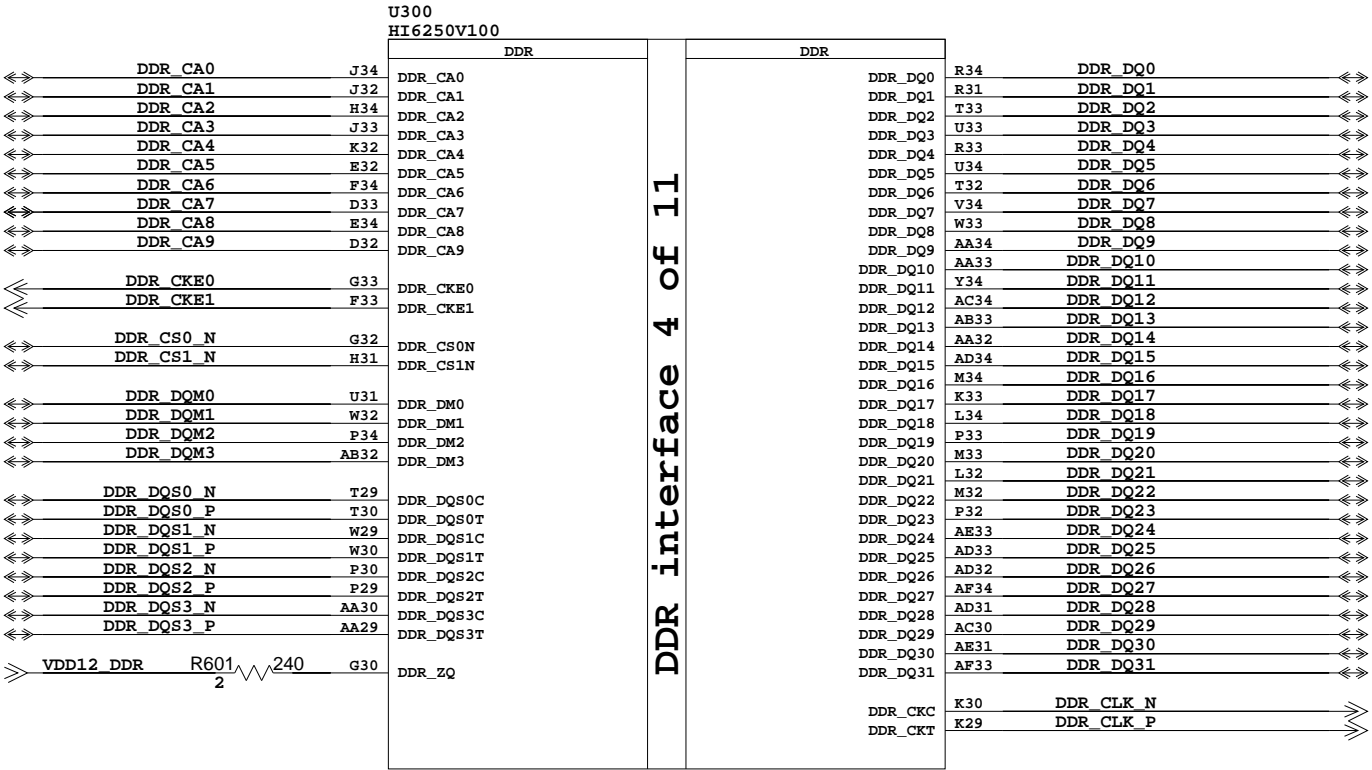 U300
HI6250V100
DDR DDR
DDR_CA0 J34 DDR_CA0 DDR_DQ0 R34 DDR_DQ0
DDR_CA1 J32 DDR_CA1 DDR_DQ1 R31 DDR_DQ1
DDR_CA2 H34 DDR_CA2 DDR_DQ2 T33 DDR_DQ2
DDR_CA3 J33 DDR_CA3 DDR_DQ3 U33 DDR_DQ3
DDR_CA4 K32 DDR_CA4 DDR_DQ4 R33 DDR_DQ4
DDR_CA5 E32 DDR_CA5 DDR_DQ5 U34 DDR_DQ5
DDR_CA6 F34 DDR_CA6 DDR_DQ6 T32 DDR_DQ6
DDR_CA7 D33 DDR_CA7 DDR_DQ7 V34 DDR_DQ7
DDR_CA8 E34 DDR_CA8 DDR_DQ8 W33 DDR_DQ8
DDR_CA9 D32 DDR_CA9 DDR_DQ9 AA34 DDR_DQ9
DDR_DQ10 AA33 DDR_DQ10
DDR_CKE0 G33 DDR_CKE0 DDR_DQ11 Y34 DDR_DQ11
DDR_CKE1 F33 DDR_CKE1 DDR_DQ12 AC34 DDR_DQ12
DDR_DQ13 AB33 DDR_DQ13
DDR_CS0_N G32 DDR_CS0N DDR_DQ14 AA32 DDR_DQ14
DDR_CS1_N H31 DDR_CS1N DDR_DQ15 AD34 DDR_DQ15
DDR_DQ16 M34 DDR_DQ16
DDR_DQM0 U31 DDR_DM0 DDR_DQ17 K33 DDR_DQ17
DDR_DQM1 W32 DDR_DM1 DDR_DQ18 L34 DDR_DQ18
DDR_DQM2 P34 DDR_DM2 DDR_DQ19 P33 DDR_DQ19
DDR_DQM3 AB32 DDR_DM3 DDR_DQ20 M33 DDR_DQ20
DDR_DQ21 L32 DDR_DQ21
DDR_DQS0_N T29 DDR_DQS0C DDR_DQ22 M32 DDR_DQ22
DDR_DQS0_P T30 DDR_DQS0T DDR_DQ23 P32 DDR_DQ23
DDR_DQS1_N W29 DDR_DQS1C DDR_DQ24 AE33 DDR_DQ24
DDR_DQS1_P W30 DDR_DQS1T DDR_DQ25 AD33 DDR_DQ25
DDR_DQS2_N P30 DDR_DQS2C DDR_DQ26 AD32 DDR_DQ26
DDR_DQS2_P P29 DDR_DQS2T DDR_DQ27 AF34 DDR_DQ27
DDR_DQS3_N AA30 DDR_DQS3C DDR_DQ28 AD31 DDR_DQ28
DDR_DQS3_P AA29 DDR_DQS3T DDR_DQ29 AC30 DDR_DQ29
DDR_DQ30 AE31 DDR_DQ30
VDD12_DDR R601 240 G30 DDR_ZQ DDR_DQ31 AF33 DDR_DQ31
2
DDR_CKC K30 DDR_CLK_N
DDR_CKT K29 DDR_CLK_P
DDR interface 4 of 11